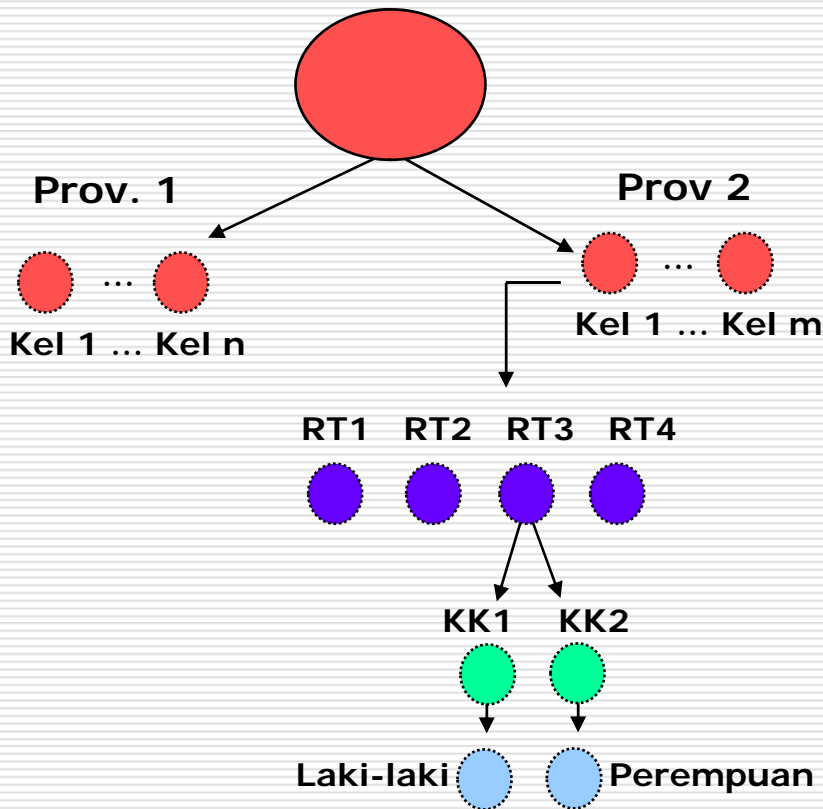 Prov. 1
Prov 2
... 
...
Kel 1 ... Kel n
Kel 1 ... Kel m
RT1 RT2 RT3 RT4
KK1 KK2
Laki-laki Perempuan